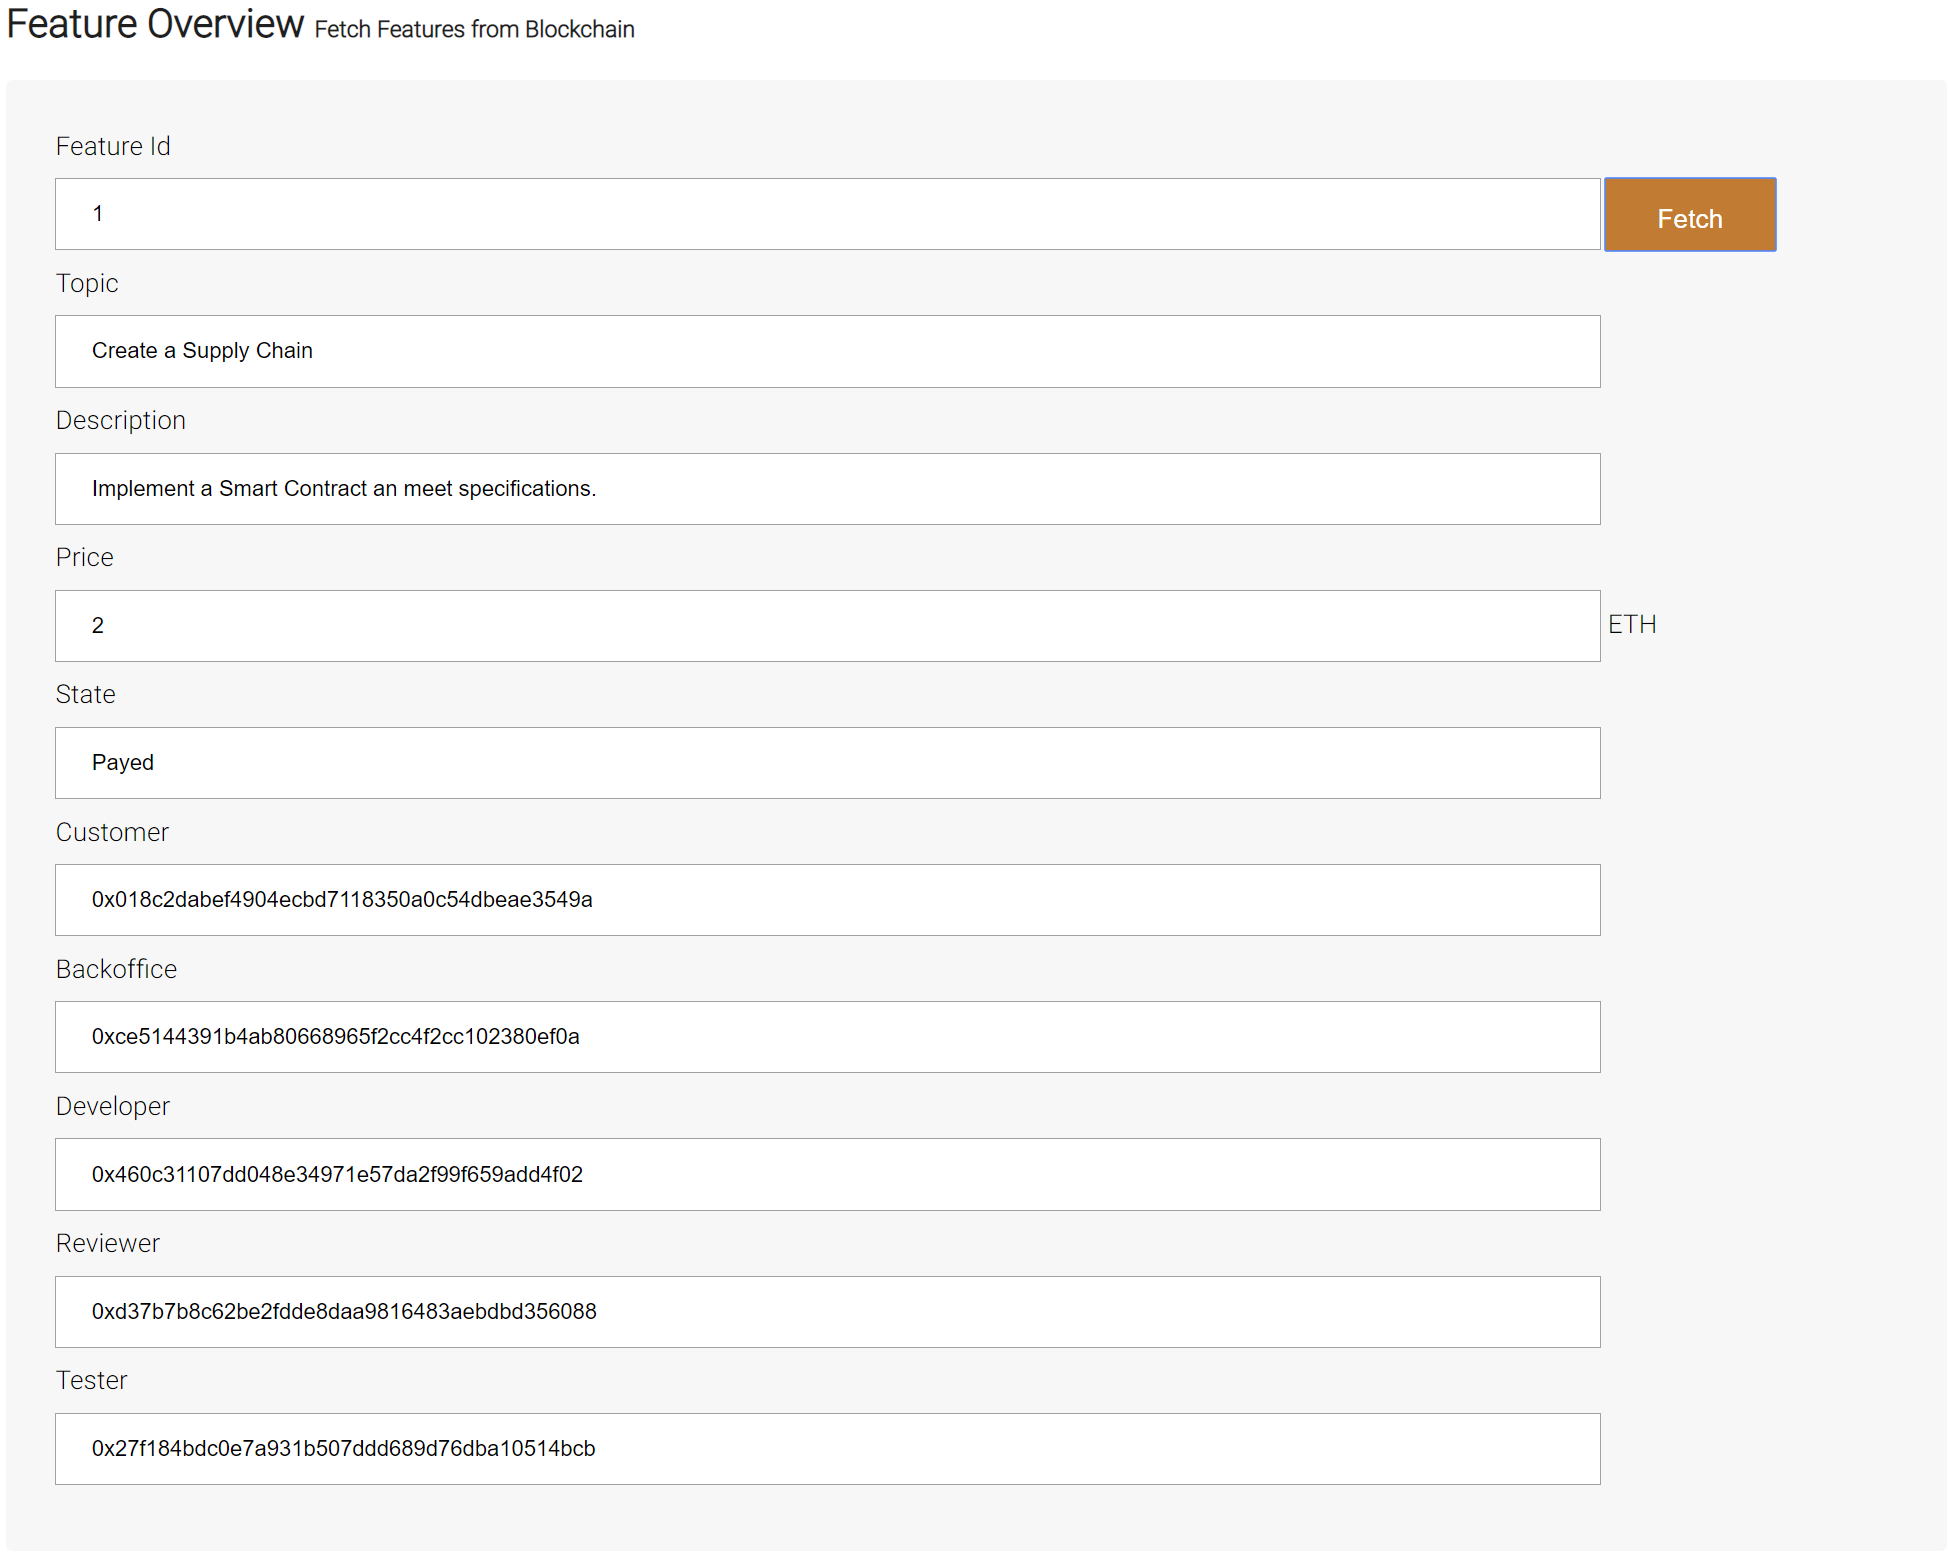 Feature Overview Fetch Features from Blockchain
Feature Id
1
Fetch
Topic
Create a Supply Chain
Description
Implement a Smart Contract an meet specifications.
Price
2
ETH
State
Payed
Customer
0x018c2dabef4904ecbd7118350a0c54dbeae3549a
Backoffice
0xce5144391b4ab80668965f2cc4f2cc102380ef0a
Developer
0x460c31107dd048e34971e57da2f99f659add4f02
Reviewer
0xd37b7b8c62be2fdde8daa9816483aebdbd356088
Tester
0x27f184bdc0e7a931b507ddd689d76dba10514bcb